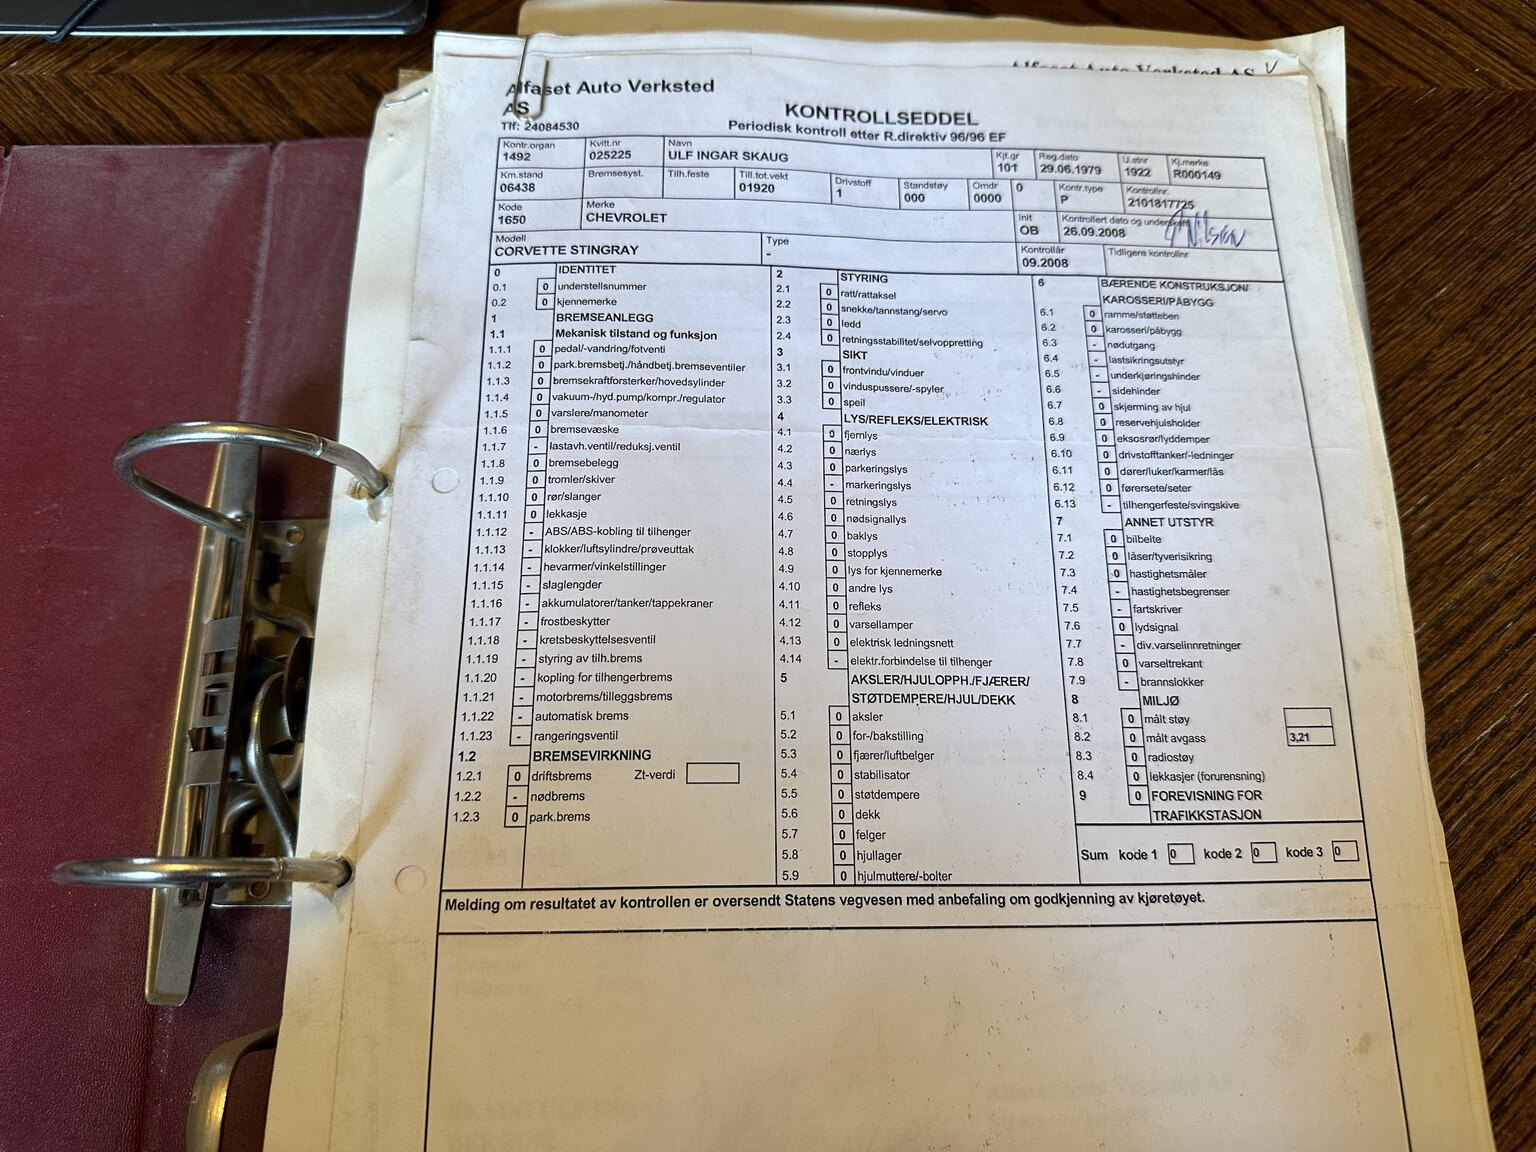 Alfaset Auto Verksted AS
Alfaset Auto Verksted
AS
Tlf: 24084530
KONTROLLSEDDEL
Periodisk kontroll etter R.direktiv 96/96 EF
Kontr.organ Kvitt.nr Navn Kjt.gr Reg.dato U.stnr Kj.merke
1492 025225 ULF INGAR SKAUG 101 29.06.1979 1922 R000149
Km.stand Bremsesyst. Tilh.feste Till.tot.vekt Drivstoff Standstøy Omdr 0 Kontr.type Kontrollnr.
06438 01920 1 000 0000 P 2101817725
Kode Merke Init Kontrollert dato og underskrift
1650 CHEVROLET OB 26.09.2008
Modell Type Kontrollår Tidligere kontrollnr
CORVETTE STINGRAY - 09.2008
0 IDENTITET
0.1 0 understellsnummer
0.2 0 kjennemerke
1 BREMSEANLEGG
1.1 Mekanisk tilstand og funksjon
1.1.1 0 pedal/-vandring/fotventi
1.1.2 0 park.bremsbetj./håndbetj.bremseventiler
1.1.3 0 bremsekraftforsterker/hovedsylinder
1.1.4 0 vakuum-/hyd.pump/kompr./regulator
1.1.5 0 varslere/manometer
1.1.6 0 bremsevæske
1.1.7 - lastavh.ventil/reduksj.ventil
1.1.8 0 bremsebelegg
1.1.9 0 tromler/skiver
1.1.10 0 rør/slanger
1.1.11 0 lekkasje
1.1.12 - ABS/ABS-kobling til tilhenger
1.1.13 - klokker/luftsylindre/prøveuttak
1.1.14 - hevarmer/vinkelstillinger
1.1.15 - slaglengder
1.1.16 - akkumulatorer/tanker/tappekraner
1.1.17 - frostbeskytter
1.1.18 - kretsbeskyttelsesventil
1.1.19 - styring av tilh.brems
1.1.20 - kopling for tilhengerbrems
1.1.21 - motorbrems/tilleggsbrems
1.1.22 - automatisk brems
1.1.23 - rangeringsventil
1.2 BREMSEVIRKNING
1.2.1 0 driftsbrems Zt-verdi
1.2.2 - nødbrems
1.2.3 0 park.brems
2 STYRING
2.1 0 ratt/rattaksel
2.2 0 snekke/tannstang/servo
2.3 0 ledd
2.4 0 retningsstabilitet/selvoppretting
3 SIKT
3.1 0 frontvindu/vinduer
3.2 0 vinduspussere/-spyler
3.3 0 speil
4 LYS/REFLEKS/ELEKTRISK
4.1 0 fjernlys
4.2 0 nærlys
4.3 0 parkeringslys
4.4 - markeringslys
4.5 0 retningslys
4.6 0 nødsignallys
4.7 0 baklys
4.8 0 stopplys
4.9 0 lys for kjennemerke
4.10 0 andre lys
4.11 0 refleks
4.12 0 varsellamper
4.13 0 elektrisk ledningsnett
4.14 - elektr.forbindelse til tilhenger
5 AKSLER/HJULOPPH./FJÆRER/
STØTDEMPERE/HJUL/DEKK
5.1 0 aksler
5.2 0 for-/bakstilling
5.3 0 fjærer/luftbelger
5.4 0 stabilisator
5.5 0 støtdempere
5.6 0 dekk
5.7 0 felger
5.8 0 hjullager
5.9 0 hjulmuttere/-bolter
6 BÆRENDE KONSTRUKSJON/
KAROSSERI/PÅBYGG
6.1 0 ramme/støtteben
6.2 0 karosseri/påbygg
6.3 - nødutgang
6.4 - lastsikringsutstyr
6.5 - underkjøringshinder
6.6 - sidehinder
6.7 0 skjerming av hjul
6.8 0 reservehjulsholder
6.9 0 eksosrør/lyddemper
6.10 0 drivstofftanker/-ledninger
6.11 0 dører/luker/karmer/lås
6.12 0 førersete/seter
6.13 - tilhengerfeste/svingskive
7 ANNET UTSTYR
7.1 0 bilbelte
7.2 0 låser/tyverisikring
7.3 0 hastighetsmåler
7.4 - hastighetsbegrenser
7.5 - fartskriver
7.6 0 lydsignal
7.7 - div.varselinnretninger
7.8 0 varseltrekant
7.9 - brannslokker
8 MILJØ
8.1 0 målt støy
8.2 0 målt avgass 3,21
8.3 0 radiostøy
8.4 0 lekkasjer (forurensning)
9 0 FOREVISNING FOR
TRAFIKKSTASJON
Sum kode 1 0 kode 2 0 kode 3 0
Melding om resultatet av kontrollen er oversendt Statens vegvesen med anbefaling om godkjenning av kjøretøyet.